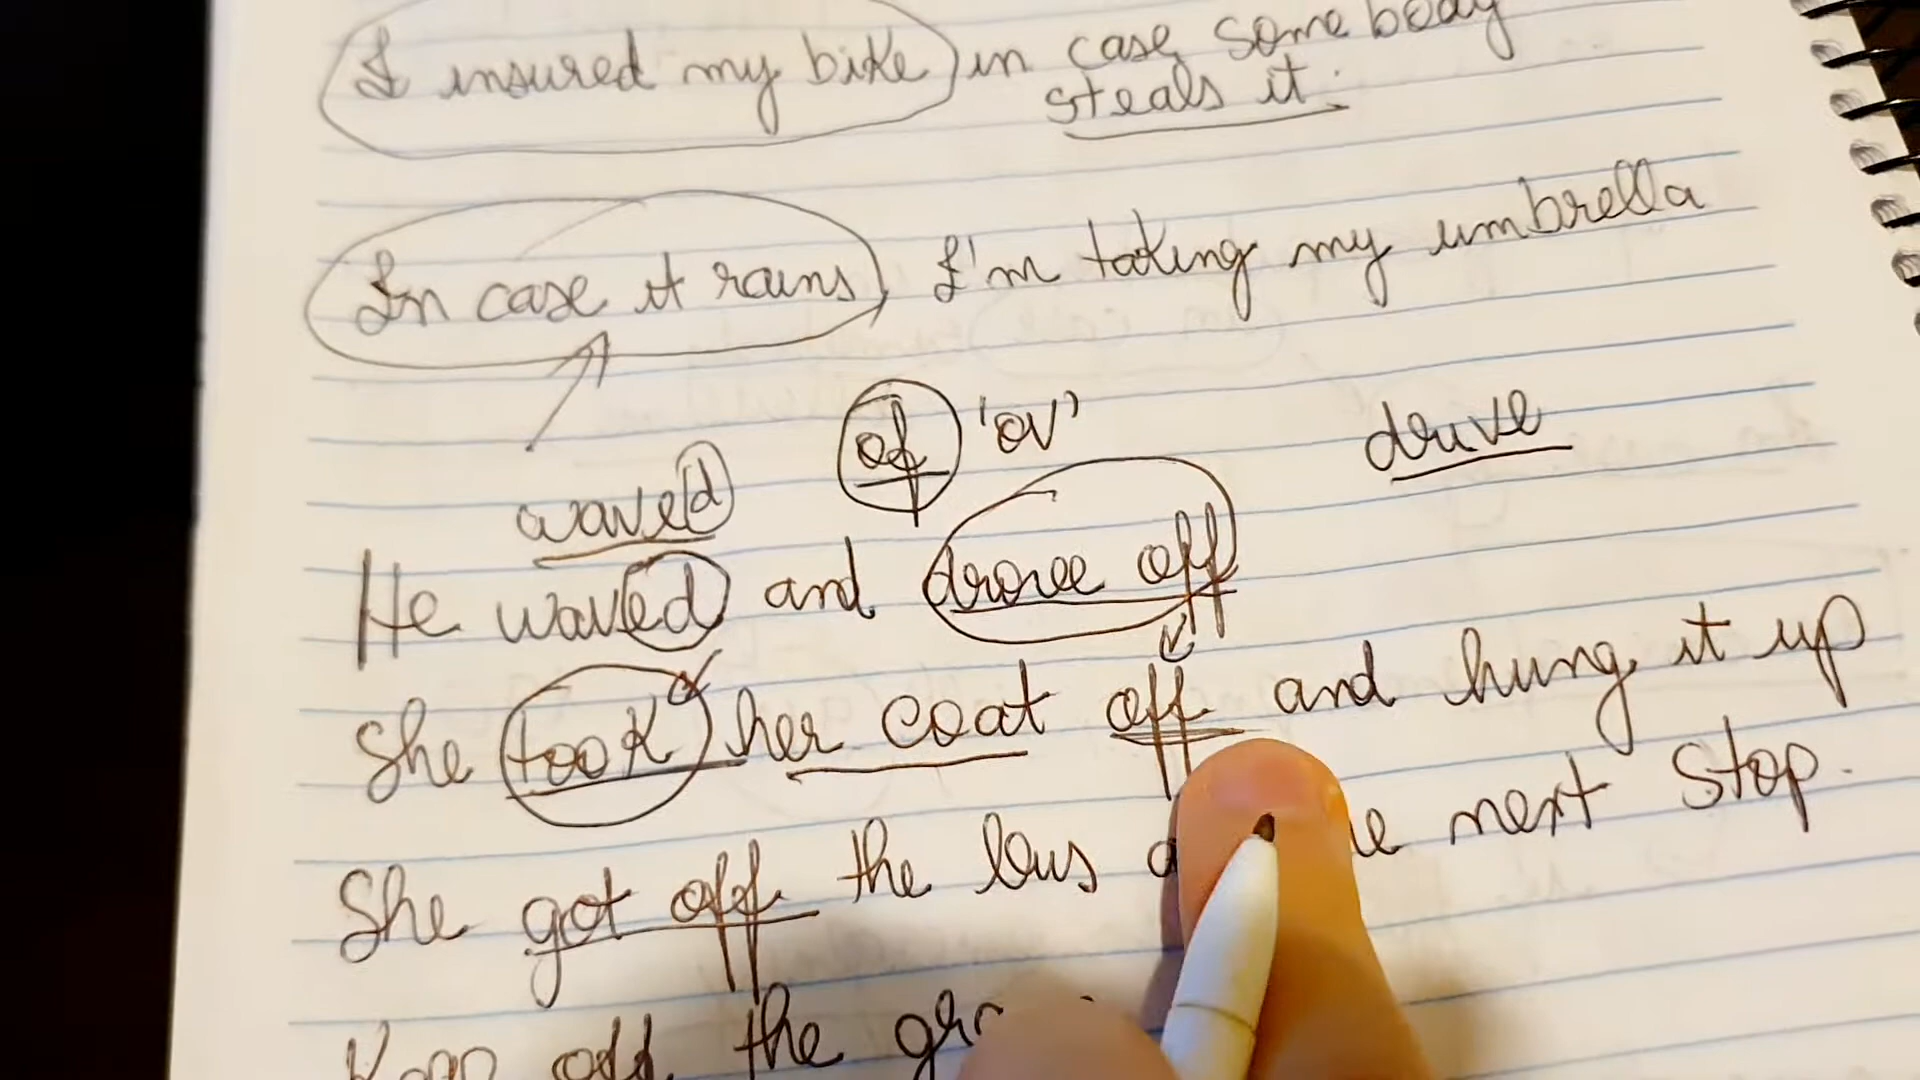 I insured my bike in case somebody
steals it.
In case it rains, I'm taking my umbrella
of 'ov' drive
waved
He waved and drove off
She took her coat off and hung it up
She got off the bus next stop.
off the